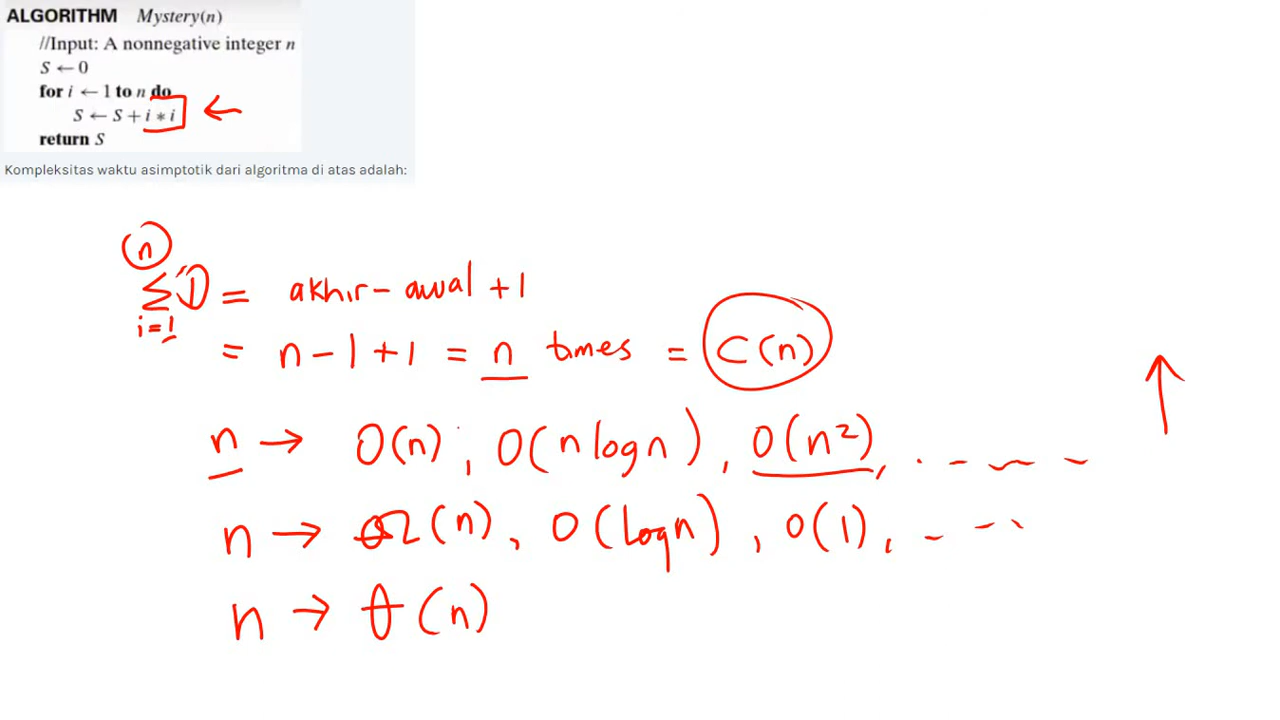 ALGORITHM Mystery(n)
//Input: A nonnegative integer n
S ← 0
for i ← 1 to n do
S ← S + i * i ←
return S
Kompleksitas waktu asimptotik dari algoritma di atas adalah:
n
Σ 1 = akhir - awal + 1
i=1
= n - 1 + 1 = n times = C(n)
n → O(n), O(n log n), O(n²), . - - -
n → Ω(n), O(log n), O(1), - - -
n → θ(n)